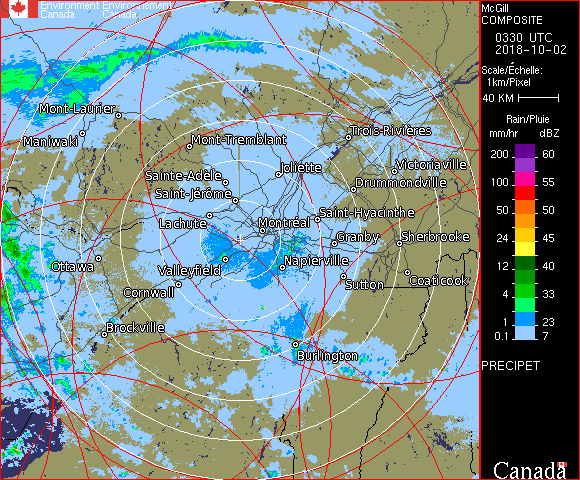 Environment Environnement
Canada Canada
McGill
COMPOSITE
0330 UTC
2018-10-02
Scale/Échelle:
1km/Pixel
40 KM
Rain/Pluie
mm/hr dBZ
200 60
100 55
50 50
24 45
12 40
4 33
1 23
0.1 7
PRECIPET
Canada
Mont-Laurier
Maniwaki
Mont-Tremblant
Trois-Rivières
Sainte-Adèle
Joliette
Victoriaville
Saint-Jérôme
Drummondville
Lachute
Montréal
Saint-Hyacinthe
Granby
Sherbrooke
Ottawa
Valleyfield
Napierville
Cornwall
Sutton
Coaticook
Brockville
Burlington